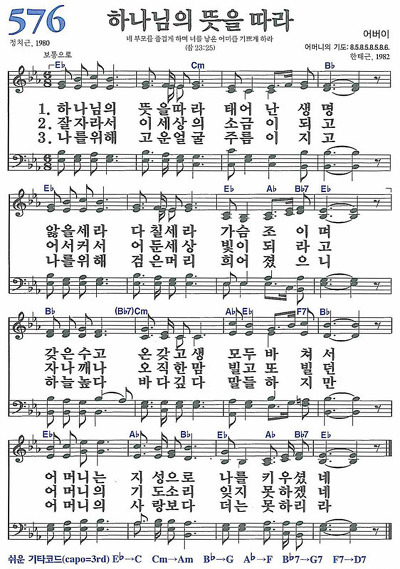 576
하나님의 뜻을 따라
정치근, 1980
네 부모를 즐겁게 하며 너를 낳은 어미를 기쁘게 하라
(잠 23:25)
어버이
어머니의 기도: 8.5.8.5.8.5.8.6.
한태근, 1982
보통으로
E♭ Cm B♭
1. 하나님의 뜻을따라 태어난 생명
2. 잘자라서 이세상의 소금이 되고
3. 나를위해 고운얼굴 주름이 지고
E♭ A♭ B♭7 E♭
앓을세라 다칠세라 가슴조이며
어서커서 어둔세상 빛이되라고
나를위해 검은머리 희어졌으니
B♭ (B♭7)Cm A♭ E♭ F7 B♭
갖은수고 온갖고생 모두바쳐서
자나깨나 오직한맘 빌고또빌던
하늘높다 바다깊다 말들하지만
E♭ A♭ B♭7 E♭ A♭ B♭7 E♭
어머니는 지성으로 나를키우셨네
어머니의 기도소리 잊지못하겠네
어머니의 사랑보다 더는못하리라
쉬운 기타코드(capo=3rd) E♭→C Cm→Am B♭→G A♭→F B♭7→G7 F7→D7